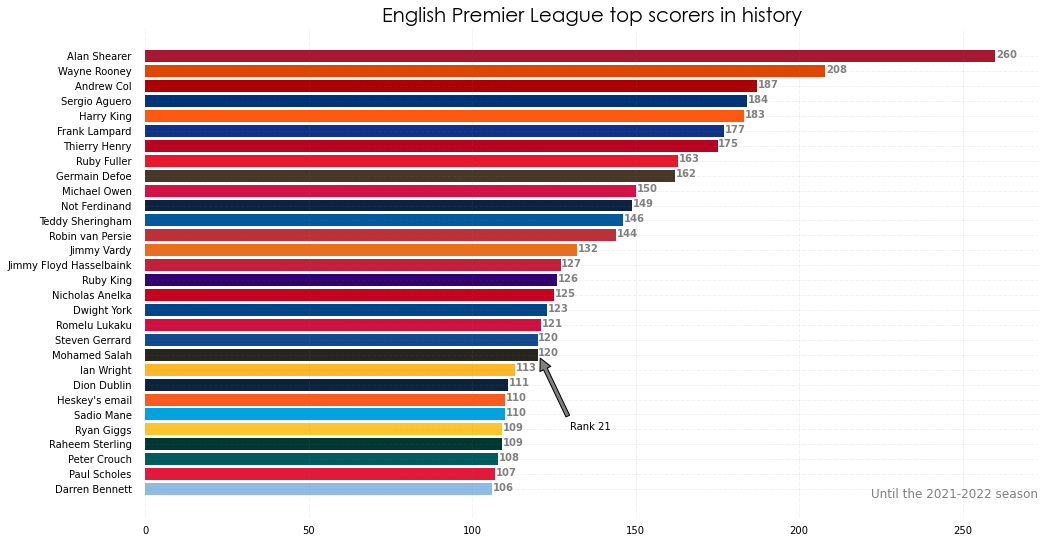 English Premier League top scorers in history
Alan Shearer 260
Wayne Rooney 208
Andrew Col 187
Sergio Aguero 184
Harry King 183
Frank Lampard 177
Thierry Henry 175
Ruby Fuller 163
Germain Defoe 162
Michael Owen 150
Not Ferdinand 149
Teddy Sheringham 146
Robin van Persie 144
Jimmy Vardy 132
Jimmy Floyd Hasselbaink 127
Ruby King 126
Nicholas Anelka 125
Dwight York 123
Romelu Lukaku 121
Steven Gerrard 120
Mohamed Salah 120
Ian Wright 113
Dion Dublin 111
Heskey's email 110
Sadio Mane 110
Ryan Giggs 109
Rank 21
Raheem Sterling 109
Peter Crouch 108
Paul Scholes 107
Darren Bennett 106
Until the 2021-2022 season
0 50 100 150 200 250